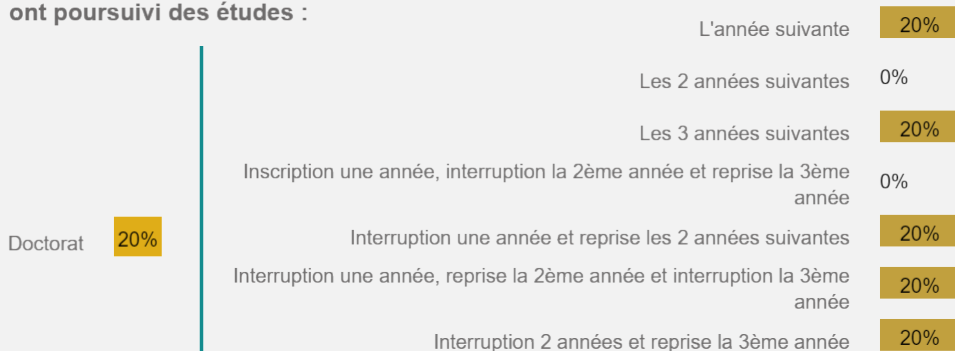 ont poursuivi des études :
L'année suivante 20%
Les 2 années suivantes 0%
Les 3 années suivantes 20%
Inscription une année, interruption la 2ème année et reprise la 3ème
année 0%
Doctorat 20%
Interruption une année et reprise les 2 années suivantes 20%
Interruption une année, reprise la 2ème année et interruption la 3ème
année 20%
Interruption 2 années et reprise la 3ème année 20%